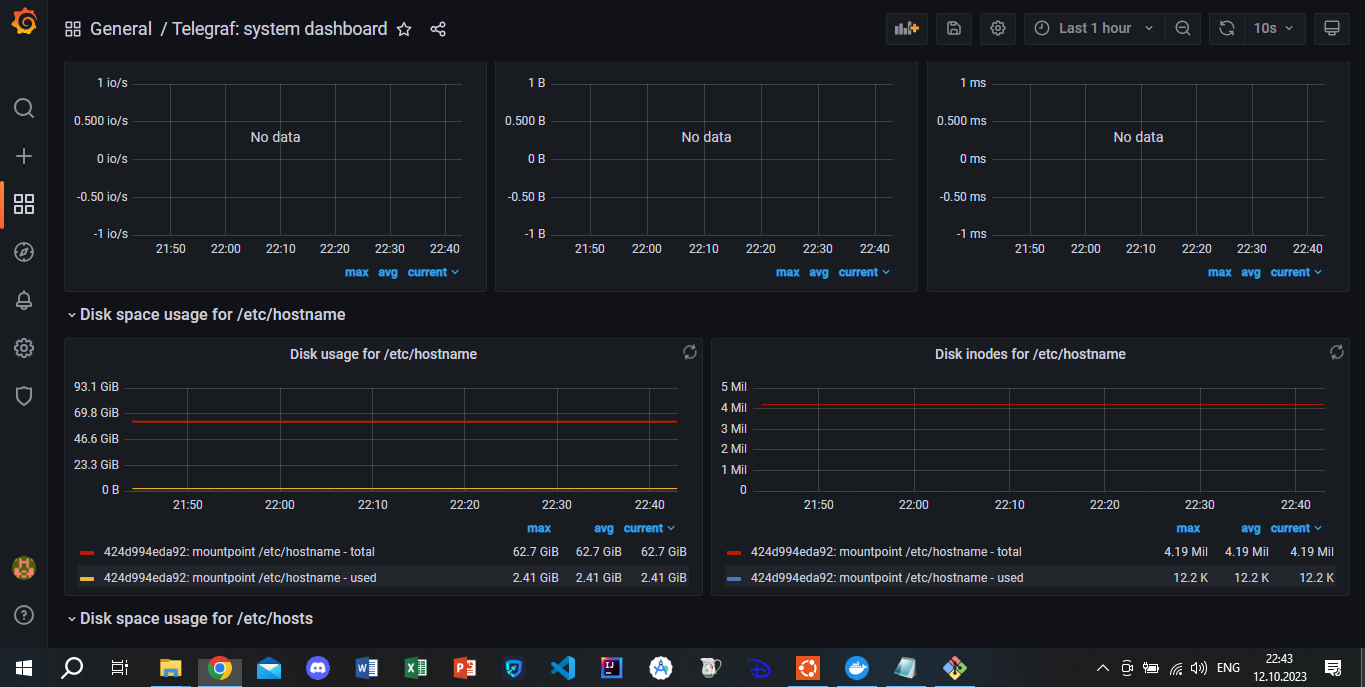 General / Telegraf: system dashboard
Last 1 hour
10s
1 io/s
0.500 io/s
0 io/s
-0.50 io/s
-1 io/s
No data
21:50 22:00 22:10 22:20 22:30 22:40
max avg current
1 B
0.500 B
0 B
-0.50 B
-1 B
No data
21:50 22:00 22:10 22:20 22:30 22:40
max avg current
1 ms
0.500 ms
0 ms
-0.50 ms
-1 ms
No data
21:50 22:00 22:10 22:20 22:30 22:40
max avg current
Disk space usage for /etc/hostname
Disk usage for /etc/hostname
93.1 GiB
69.8 GiB
46.6 GiB
23.3 GiB
0 B
21:50 22:00 22:10 22:20 22:30 22:40
max avg current
424d994eda92: mountpoint /etc/hostname - total 62.7 GiB 62.7 GiB 62.7 GiB
424d994eda92: mountpoint /etc/hostname - used 2.41 GiB 2.41 GiB 2.41 GiB
Disk inodes for /etc/hostname
5 Mil
4 Mil
3 Mil
2 Mil
1 Mil
0
21:50 22:00 22:10 22:20 22:30 22:40
max avg current
424d994eda92: mountpoint /etc/hostname - total 4.19 Mil 4.19 Mil 4.19 Mil
424d994eda92: mountpoint /etc/hostname - used 12.2 K 12.2 K 12.2 K
Disk space usage for /etc/hosts
ENG
22:43
12.10.2023